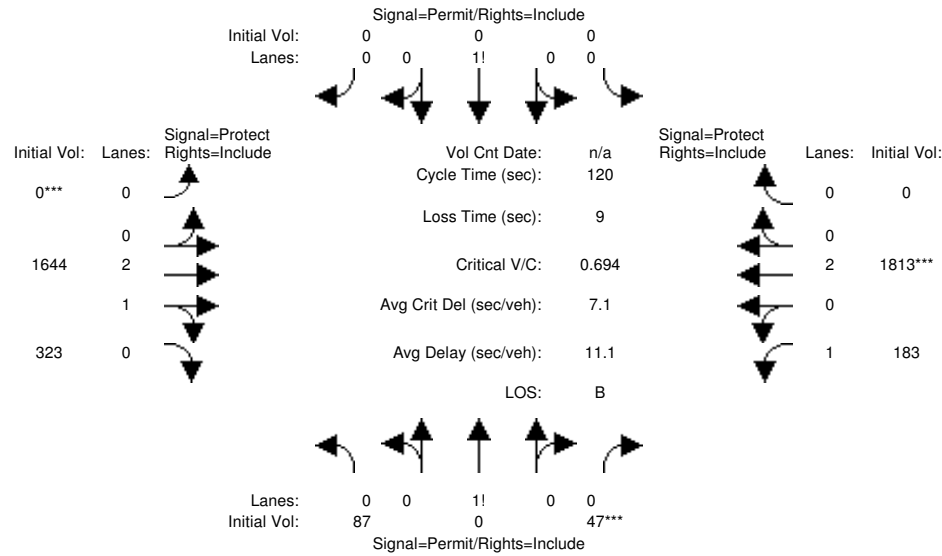 Signal=Permit/Rights=Include
Initial Vol: 0 0 0
Lanes: 0 0 1! 0 0
Signal=Protect Signal=Protect
Initial Vol: Lanes: Rights=Include Vol Cnt Date: n/a Rights=Include Lanes: Initial Vol:
Cycle Time (sec): 120
0*** 0 0 0
Loss Time (sec): 9
0 0
1644 2 Critical V/C: 0.694 2 1813***
1 Avg Crit Del (sec/veh): 7.1 0
323 0 Avg Delay (sec/veh): 11.1 1 183
LOS: B
Lanes: 0 0 1! 0 0
Initial Vol: 87 0 47***
Signal=Permit/Rights=Include